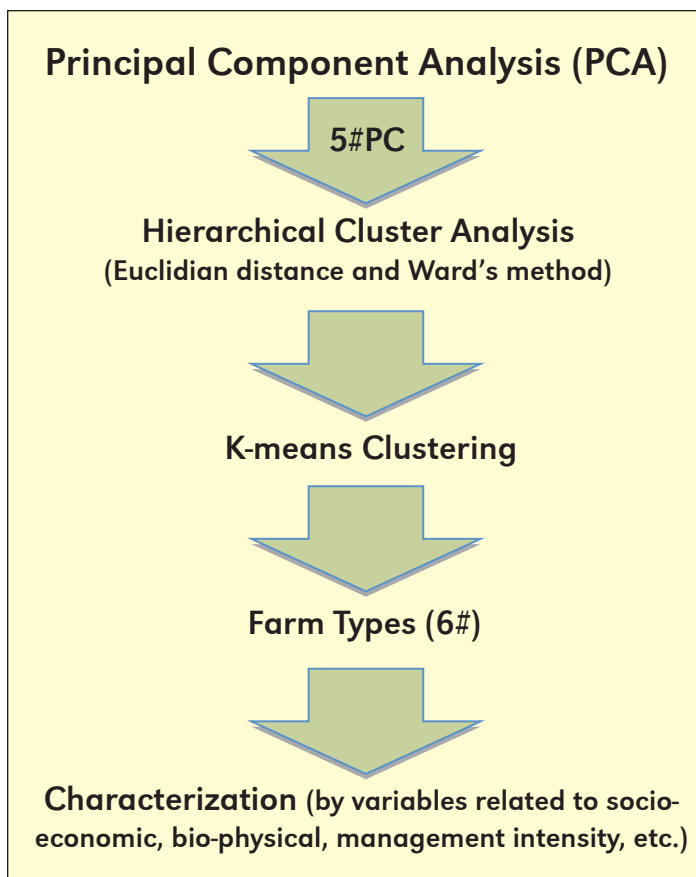 Principal Component Analysis (PCA)
5#PC
Hierarchical Cluster Analysis
(Euclidian distance and Ward's method)
K-means Clustering
Farm Types (6#)
Characterization (by variables related to socio-
economic, bio-physical, management intensity, etc.)